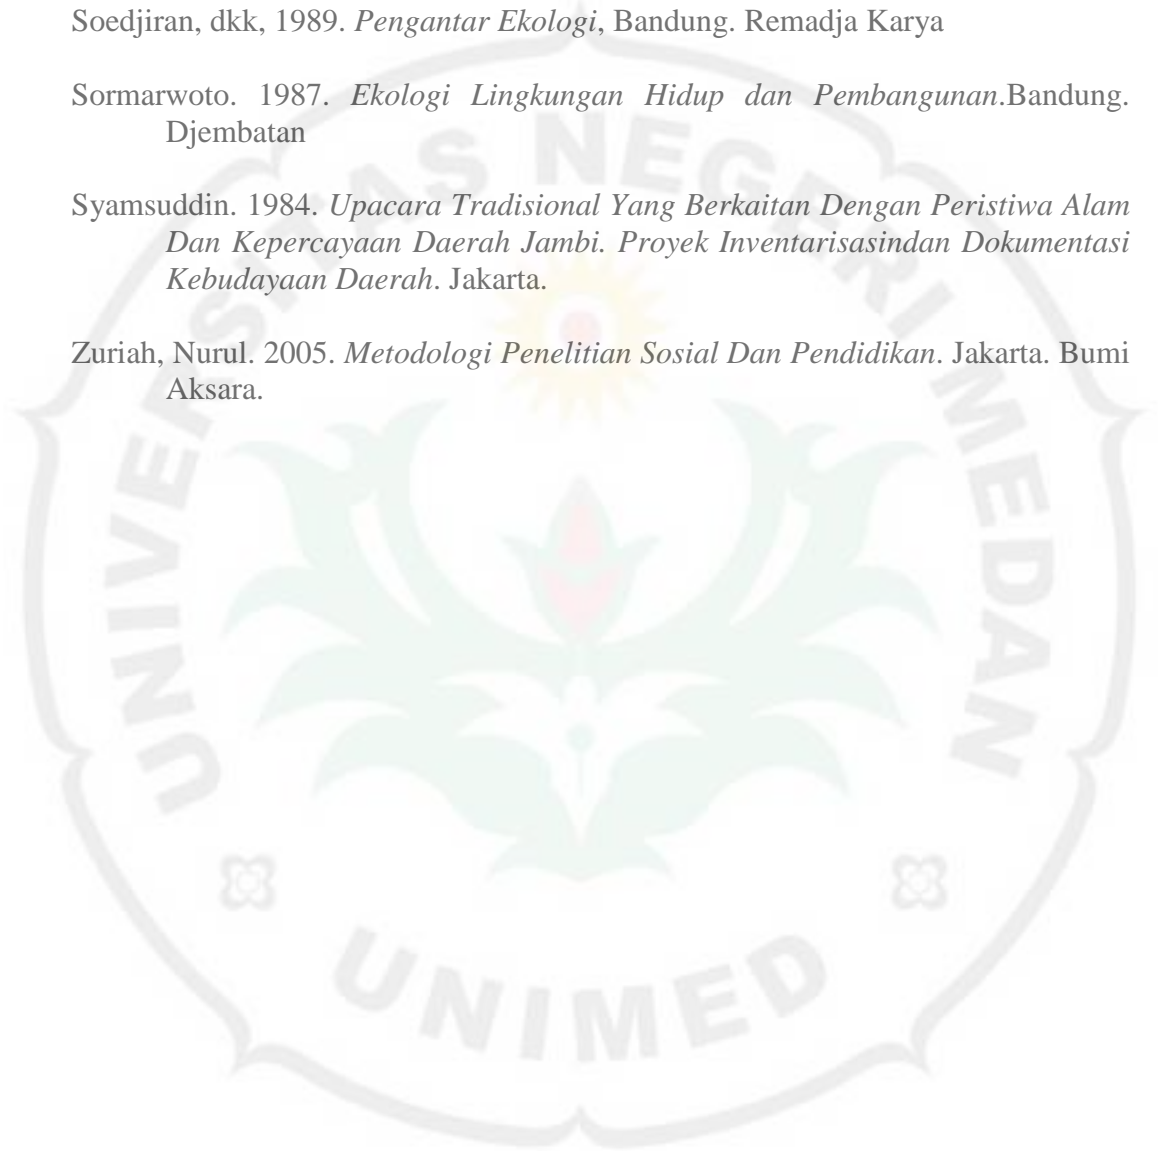 Soedjiran, dkk, 1989. Pengantar Ekologi, Bandung. Remadja Karya
Sormarwoto. 1987. Ekologi Lingkungan Hidup dan Pembangunan.Bandung.
Djembatan
Syamsuddin. 1984. Upacara Tradisional Yang Berkaitan Dengan Peristiwa Alam
Dan Kepercayaan Daerah Jambi. Proyek Inventarisasindan Dokumentasi
Kebudayaan Daerah. Jakarta.
Zuriah, Nurul. 2005. Metodologi Penelitian Sosial Dan Pendidikan. Jakarta. Bumi
Aksara.
UNIVERSITAS NEGERI MEDAN
UNIMED